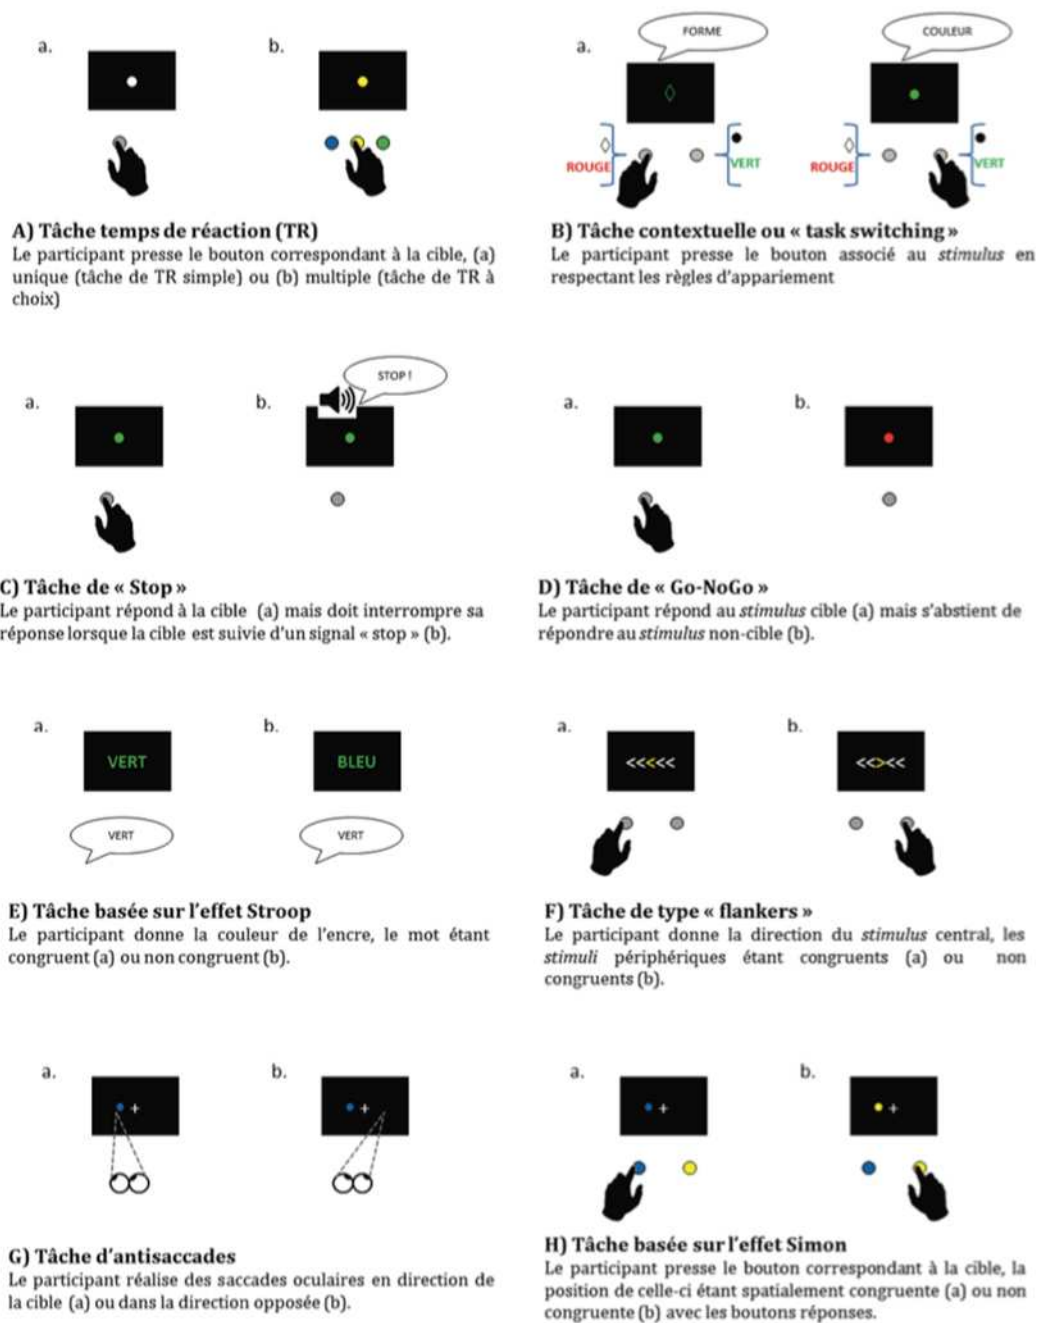 a.
b.
A) Tâche temps de réaction (TR)
Le participant presse le bouton correspondant à la cible, (a)
unique (tâche de TR simple) ou (b) multiple (tâche de TR à
choix)
a.
FORME
COULEUR
ROUGE
VERT
ROUGE
VERT
B) Tâche contextuelle ou « task switching »
Le participant presse le bouton associé au stimulus en
respectant les règles d'appariement
a.
b.
STOP !
C) Tâche de « Stop »
Le participant répond à la cible (a) mais doit interrompre sa
réponse lorsque la cible est suivie d'un signal « stop » (b).
a.
b.
D) Tâche de « Go-NoGo »
Le participant répond au stimulus cible (a) mais s'abstient de
répondre au stimulus non-cible (b).
a.
VERT
VERT
b.
BLEU
VERT
E) Tâche basée sur l'effet Stroop
Le participant donne la couleur de l'encre, le mot étant
congruent (a) ou non congruent (b).
a.
<<<<<
b.
<<><<
F) Tâche de type « flankers »
Le participant donne la direction du stimulus central, les
stimuli périphériques étant congruents (a) ou non
congruents (b).
a.
+
b.
+
G) Tâche d'antisaccades
Le participant réalise des saccades oculaires en direction de
la cible (a) ou dans la direction opposée (b).
a.
+
b.
+
H) Tâche basée sur l'effet Simon
Le participant presse le bouton correspondant à la cible, la
position de celle-ci étant spatialement congruente (a) ou non
congruente (b) avec les boutons réponses.